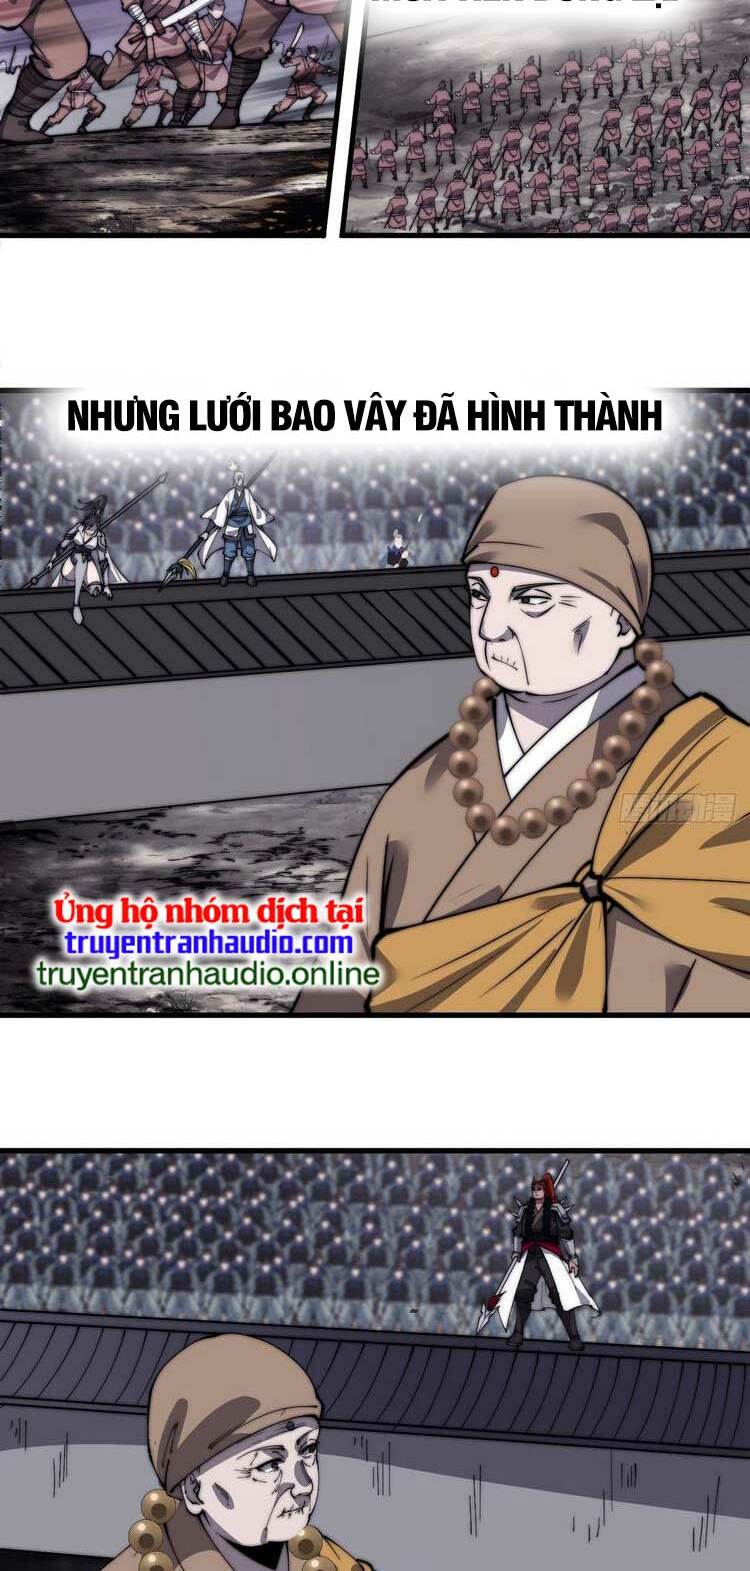 NHƯNG LƯỚI BAO VÂY ĐÃ HÌNH THÀNH
Ủng hộ nhóm dịch tại
truyentranhaudio.com
truyentranhaudio.online